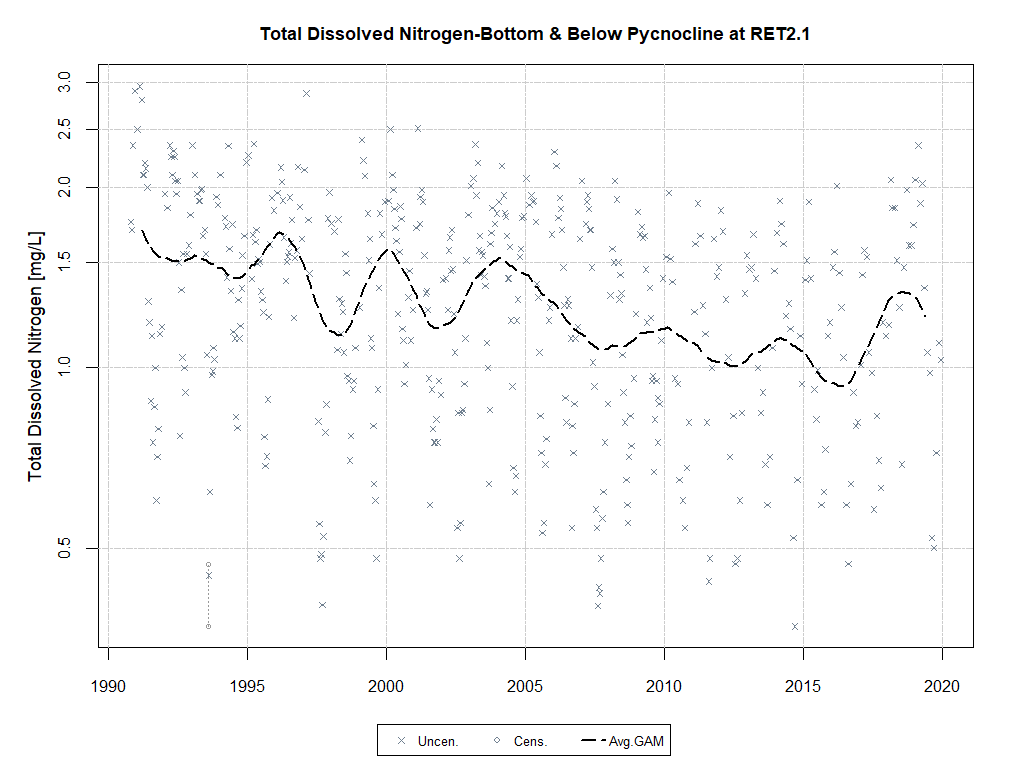 Total Dissolved Nitrogen-Bottom & Below Pycnocline at RET2.1
Total Dissolved Nitrogen [mg/L]
3.0
2.5
2.0
1.5
1.0
0.5
1990 1995 2000 2005 2010 2015 2020
Uncen. Cens. Avg.GAM